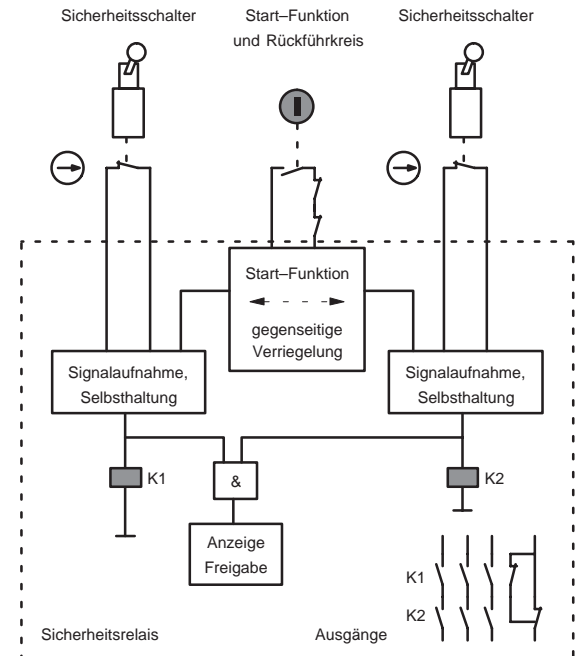 Sicherheitsschalter
Start–Funktion
und Rückführkreis
Sicherheitsschalter
Start–Funktion
gegenseitige
Verriegelung
Signalaufnahme,
Selbsthaltung
Signalaufnahme,
Selbsthaltung
K1
&
K2
Anzeige
Freigabe
K1
K2
Sicherheitsrelais
Ausgänge